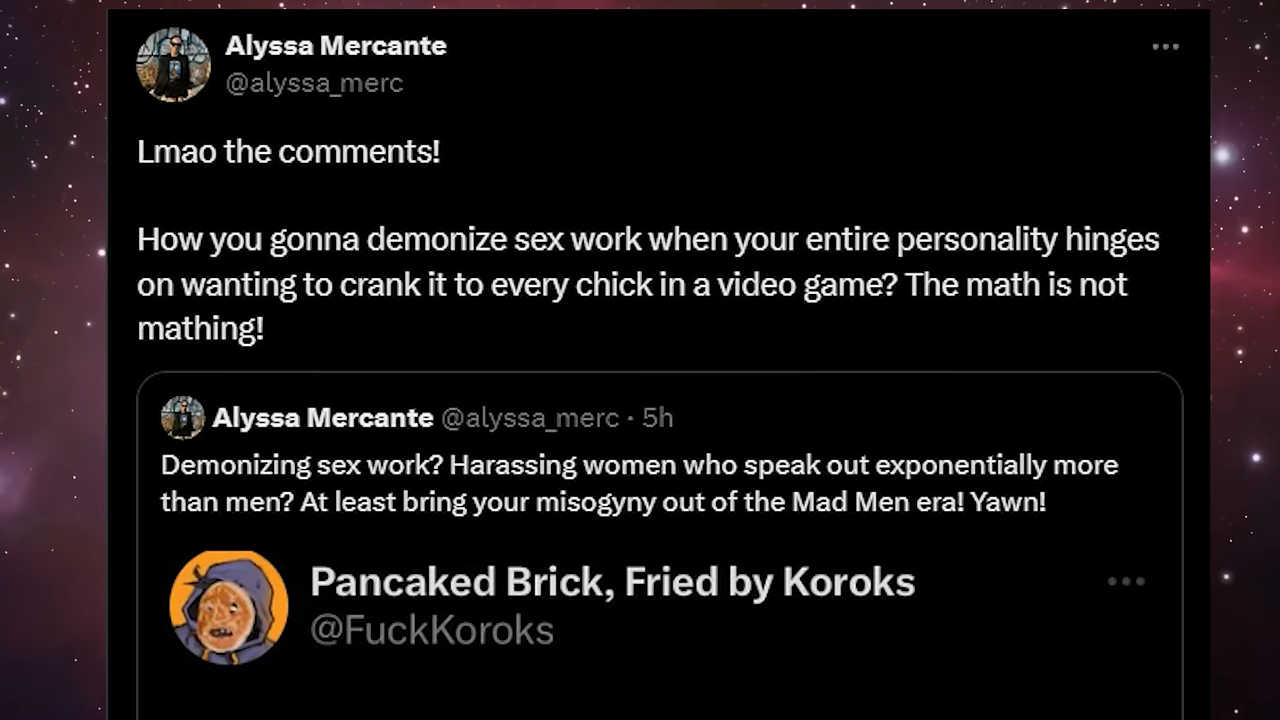 Alyssa Mercante
@alyssa_merc
Lmao the comments!
How you gonna demonize sex work when your entire personality hinges
on wanting to crank it to every chick in a video game? The math is not
mathing!
Alyssa Mercante @alyssa_merc · 5h
Demonizing sex work? Harassing women who speak out exponentially more
than men? At least bring your misogyny out of the Mad Men era! Yawn!
Pancaked Brick, Fried by Koroks
@FuckKoroks